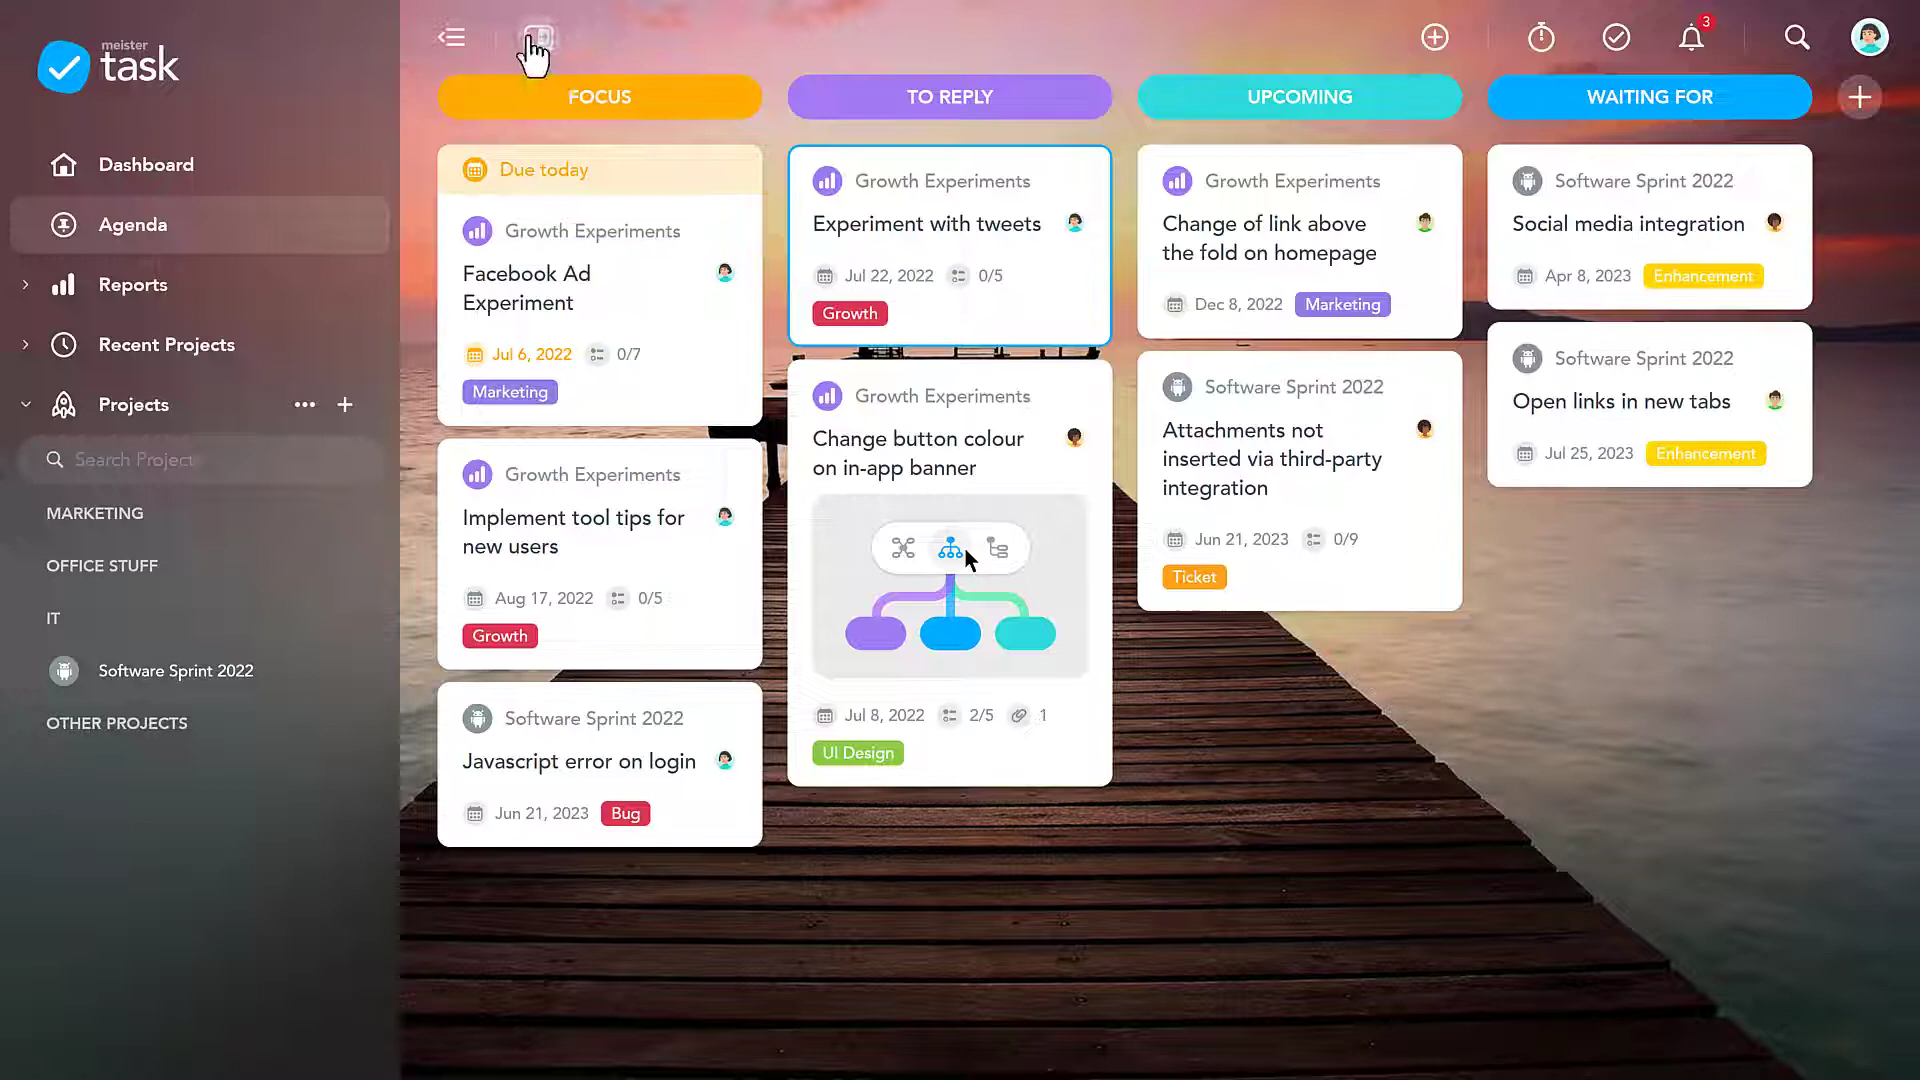 meister
task
Dashboard
Agenda
Reports
Recent Projects
Projects
Search Project
MARKETING
OFFICE STUFF
IT
Software Sprint 2022
OTHER PROJECTS
3
FOCUS
Due today
Growth Experiments
Facebook Ad
Experiment
Jul 6, 2022 0/7
Marketing
Growth Experiments
Implement tool tips for
new users
Aug 17, 2022 0/5
Growth
Software Sprint 2022
Javascript error on login
Jun 21, 2023 Bug
TO REPLY
Growth Experiments
Experiment with tweets
Jul 22, 2022 0/5
Growth
Growth Experiments
Change button colour
on in-app banner
Jul 8, 2022 2/5 1
UI Design
UPCOMING
Growth Experiments
Change of link above
the fold on homepage
Dec 8, 2022 Marketing
Software Sprint 2022
Attachments not
inserted via third-party
integration
Jun 21, 2023 0/9
Ticket
WAITING FOR
Software Sprint 2022
Social media integration
Apr 8, 2023 Enhancement
Software Sprint 2022
Open links in new tabs
Jul 25, 2023 Enhancement